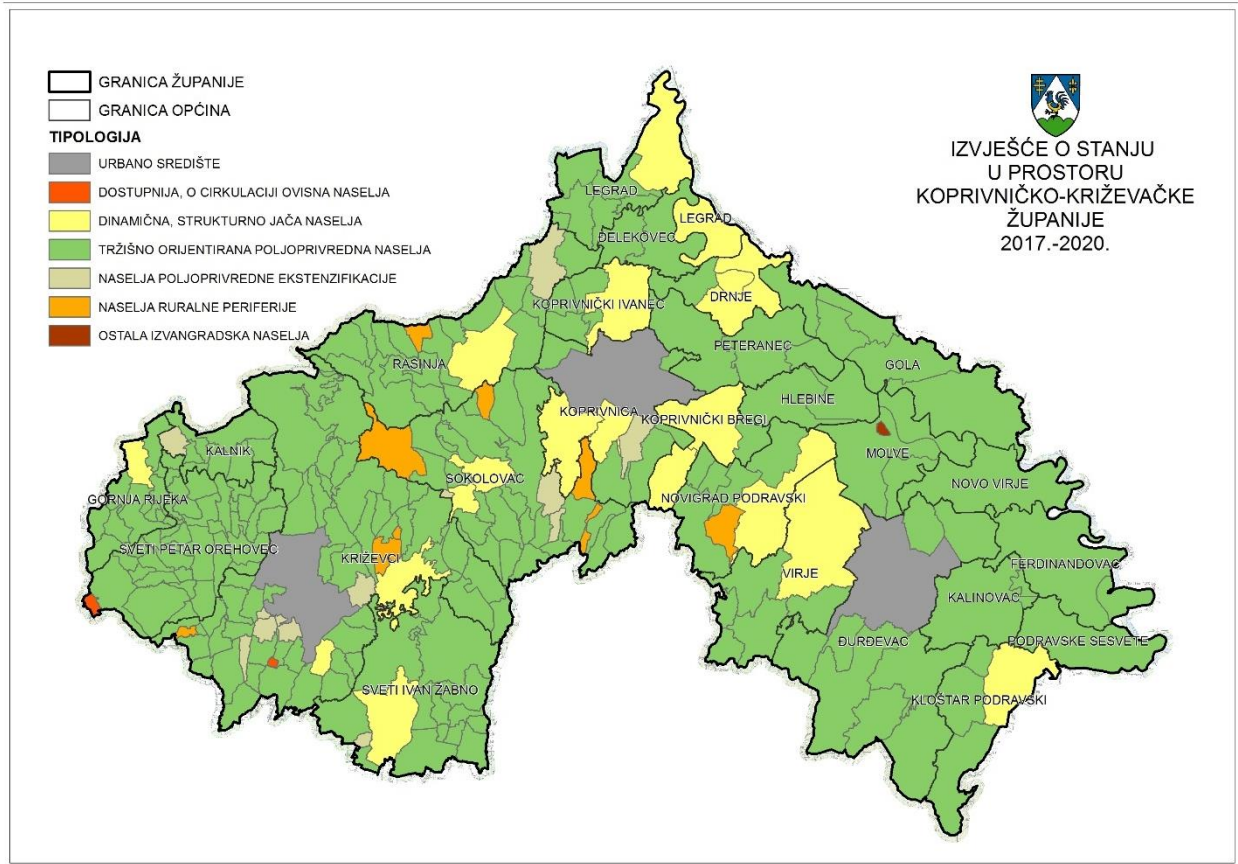 GRANICA ŽUPANIJE
GRANICA OPĆINA
TIPOLOGIJA
URBANO SREDIŠTE
DOSTUPNIJA, O CIRKULACIJI OVISNA NASELJA
DINAMIČNA, STRUKTURNO JAČA NASELJA
TRŽIŠNO ORIJENTIRANA POLJOPRIVREDNA NASELJA
NASELJA POLJOPRIVREDNE EKSTENZIFIKACIJE
NASELJA RURALNE PERIFERIJE
OSTALA IZVANGRADSKA NASELJA
IZVJEŠĆE O STANJU
U PROSTORU
KOPRIVNIČKO-KRIŽEVAČKE
ŽUPANIJE
2017.-2020.
LEGRAD
LEGRAD
ĐELEKOVEC
DRNJE
KOPRIVNIČKI IVANEC
PETERANEC
RASINJA
GOLA
HLEBINE
KOPRIVNICA
KOPRIVNIČKI BREGI
MOLVE
KALNIK
SOKOLOVAC
NOVO VIRJE
GORNJA RIJEKA
NOVIGRAD PODRAVSKI
SVETI PETAR OREHOVEC
KRIŽEVCI
FERDINANDOVAC
VIRJE
KALINOVAC
ĐURĐEVAC
PODRAVSKE SESVETE
SVETI IVAN ŽABNO
KLOŠTAR PODRAVSKI